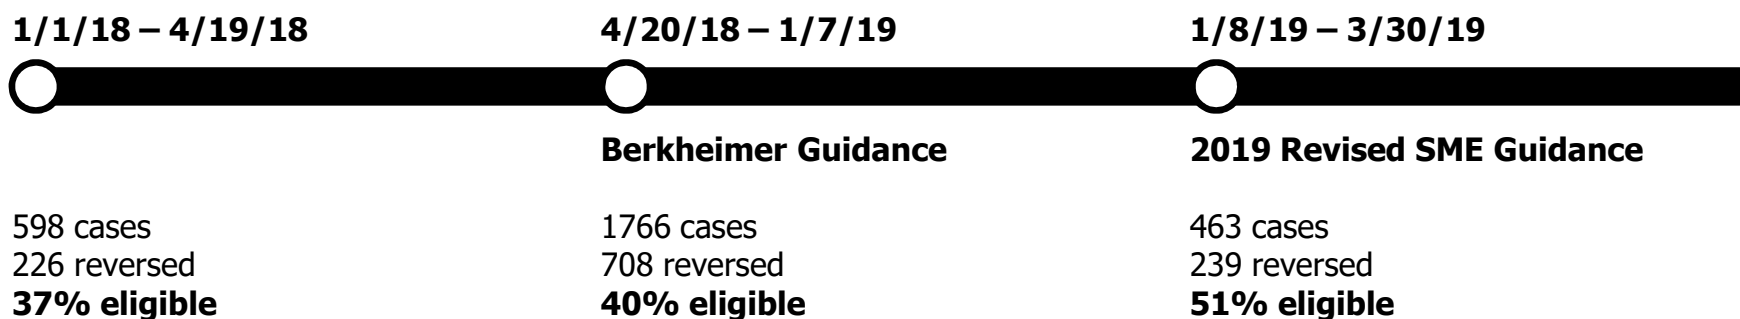 1/1/18 – 4/19/18
598 cases
226 reversed
37% eligible
4/20/18 – 1/7/19
Berkheimer Guidance
1766 cases
708 reversed
40% eligible
1/8/19 – 3/30/19
2019 Revised SME Guidance
463 cases
239 reversed
51% eligible